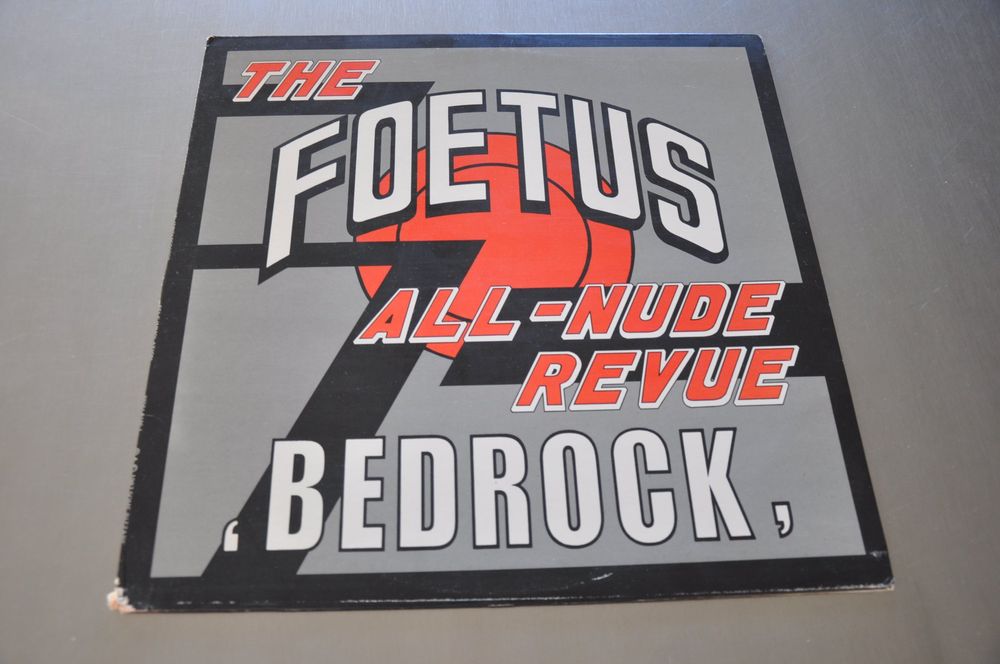 THE
FOETUS
ALL-NUDE
REVUE
‘BEDROCK,